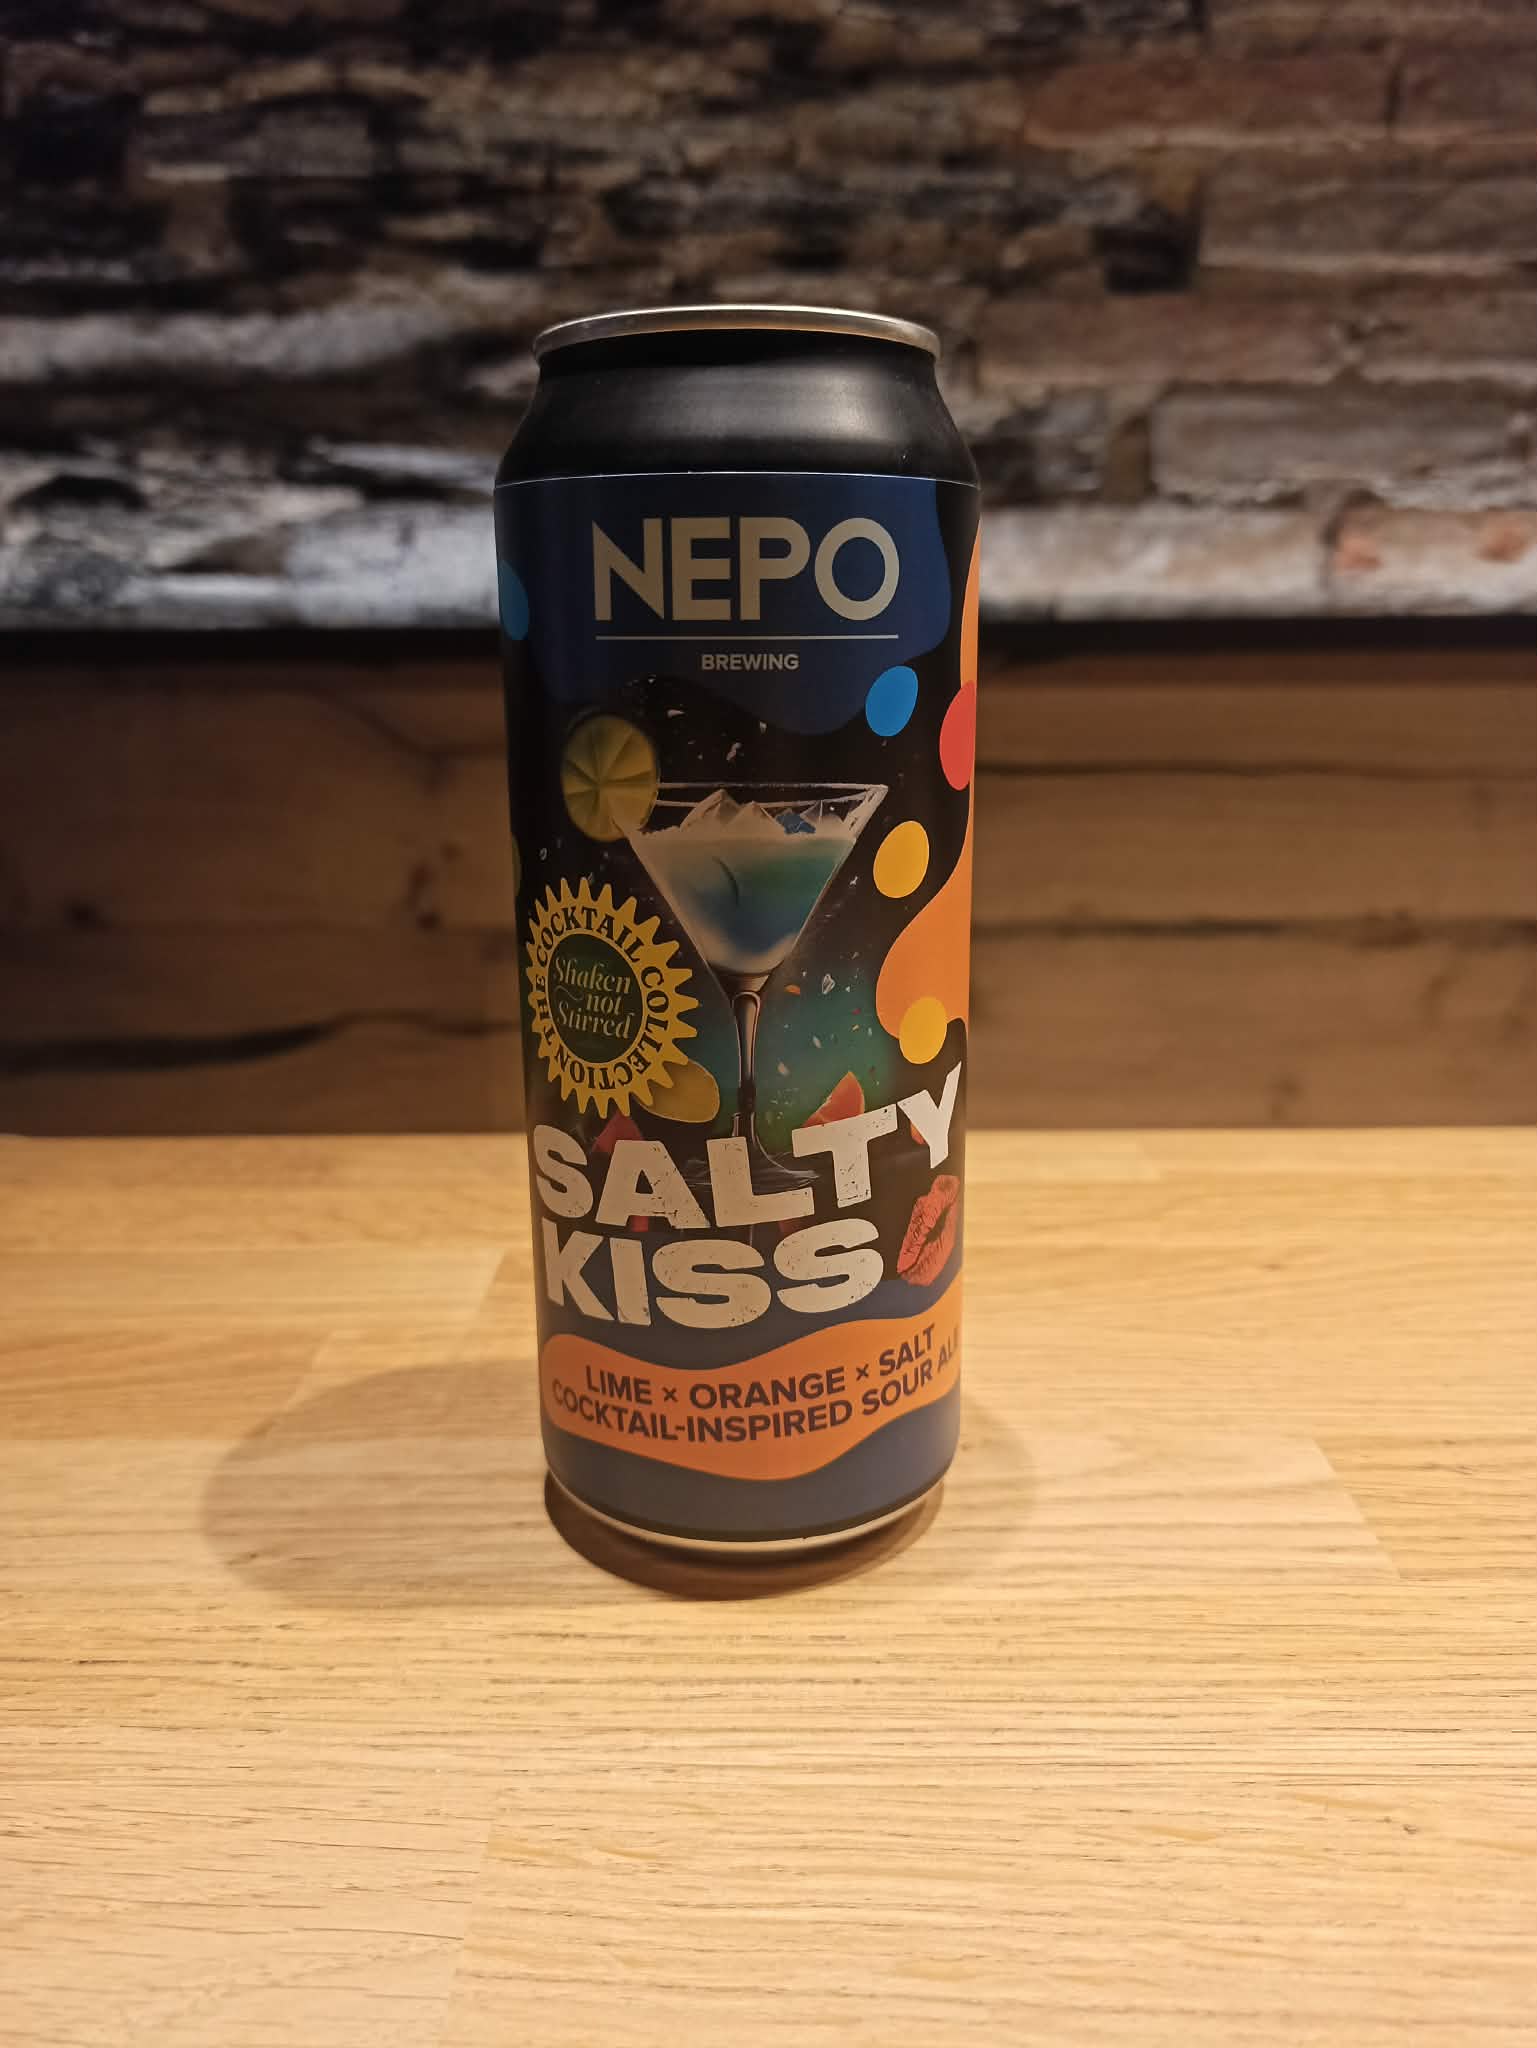 NEPO
BREWING
THE COCKTAIL COLLECTION
Shaken
not
Stirred
SALTY
KISS
LIME × ORANGE × SALT
COCKTAIL-INSPIRED SOUR ALE